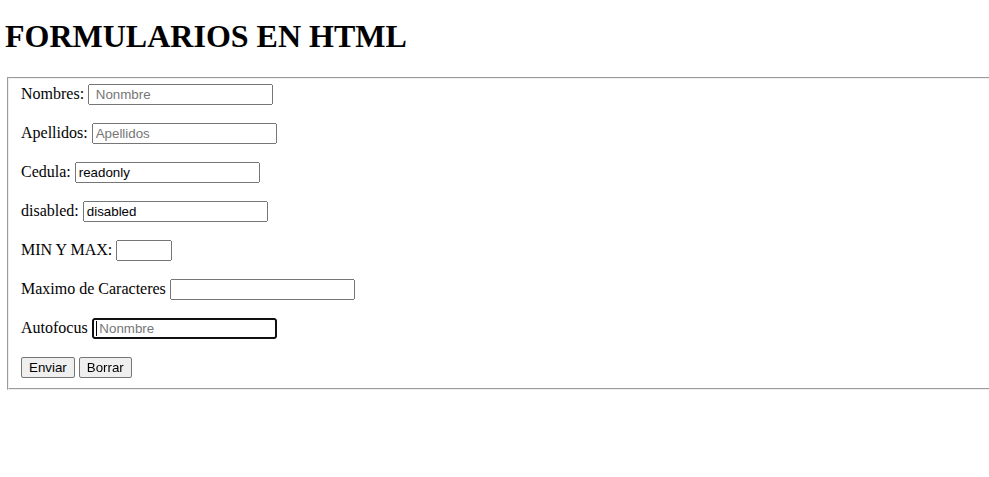 FORMULARIOS EN HTML
Nombres: Nonmbre
Apellidos: Apellidos
Cedula: readonly
disabled: disabled
MIN Y MAX:
Maximo de Caracteres
Autofocus Nonmbre
Enviar Borrar